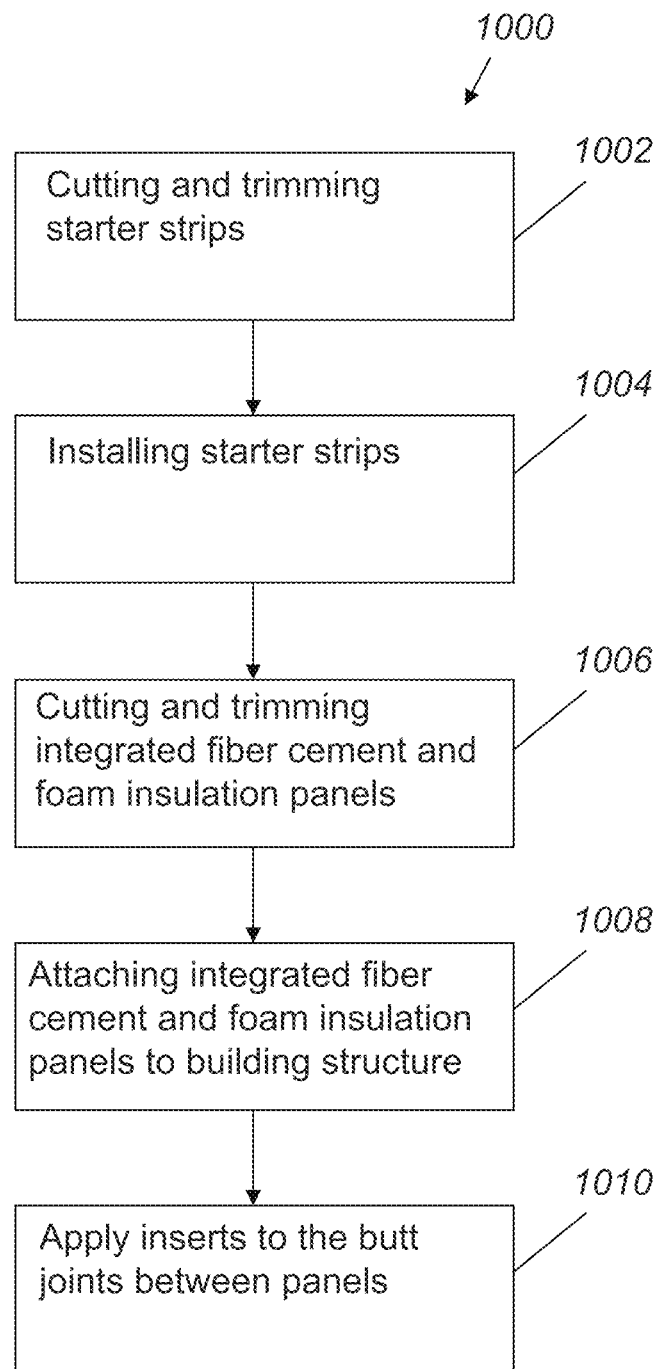 1000
1002
Cutting and trimming
starter strips
1004
Installing starter strips
1006
Cutting and trimming
integrated fiber cement and
foam insulation panels
1008
Attaching integrated fiber
cement and foam insulation
panels to building structure
1010
Apply inserts to the butt
joints between panels